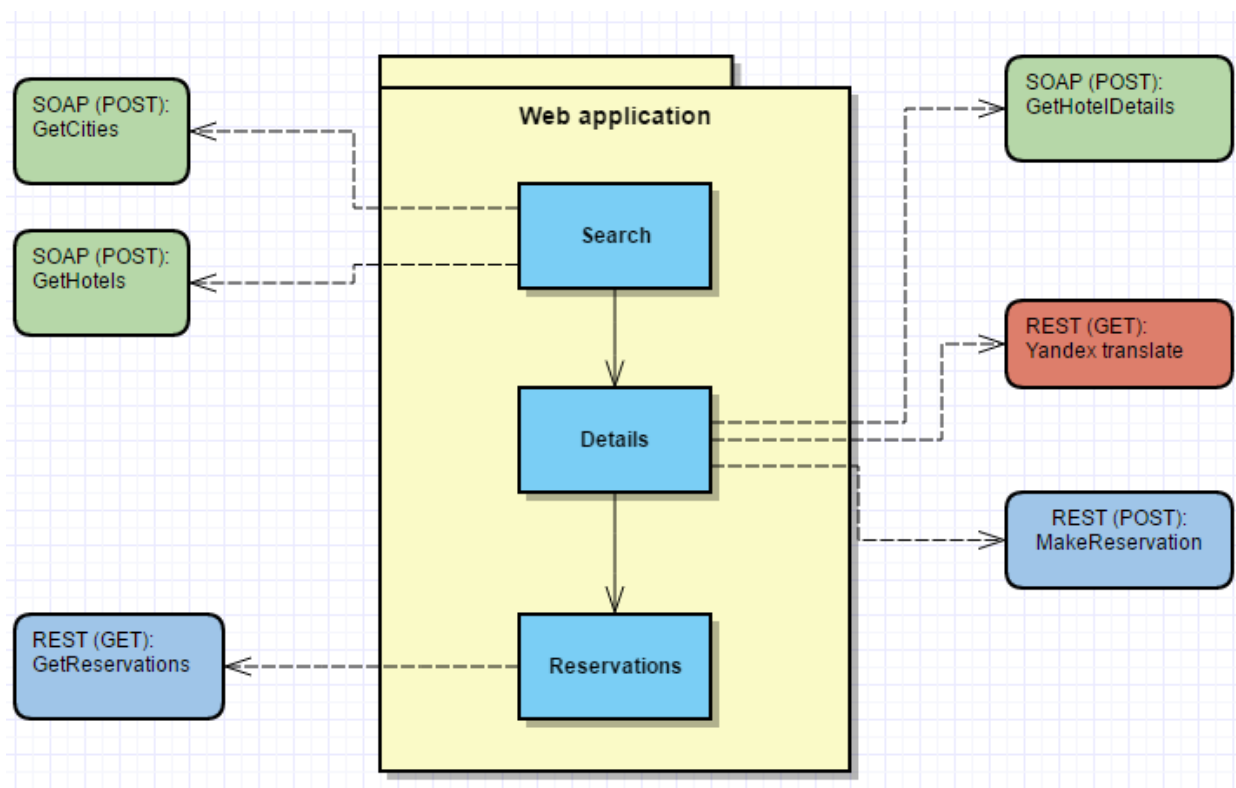 Web application
SOAP (POST):
GetCities
SOAP (POST):
GetHotels
Search
Details
Reservations
REST (GET):
GetReservations
SOAP (POST):
GetHotelDetails
REST (GET):
Yandex translate
REST (POST):
MakeReservation